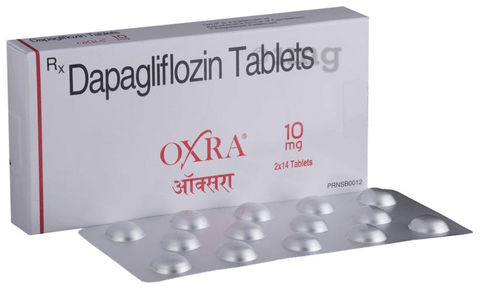 Rx Dapagliflozin Tablets
OXRA®
ऑक्सरा
10
mg
2x14 Tablets
PRNSB0012